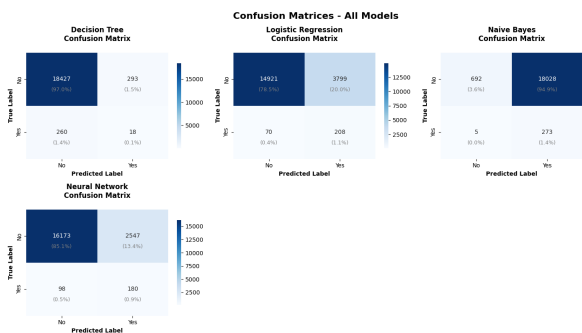 Confusion Matrices - All Models
Decision Tree
Confusion Matrix
True Label
No
Yes
18427
(97.0%)
293
(1.5%)
260
(1.4%)
18
(0.1%)
No
Yes
Predicted Label
15000
10000
5000
Logistic Regression
Confusion Matrix
True Label
No
Yes
14921
(78.5%)
3799
(20.0%)
70
(0.4%)
208
(1.1%)
No
Yes
Predicted Label
12500
10000
7500
5000
2500
Naive Bayes
Confusion Matrix
True Label
No
Yes
692
(3.6%)
18028
(94.9%)
5
(0.0%)
273
(1.4%)
No
Yes
Predicted Label
Neural Network
Confusion Matrix
True Label
No
Yes
16173
(85.1%)
2547
(13.4%)
98
(0.5%)
180
(0.9%)
No
Yes
Predicted Label
15000
12500
10000
7500
5000
2500